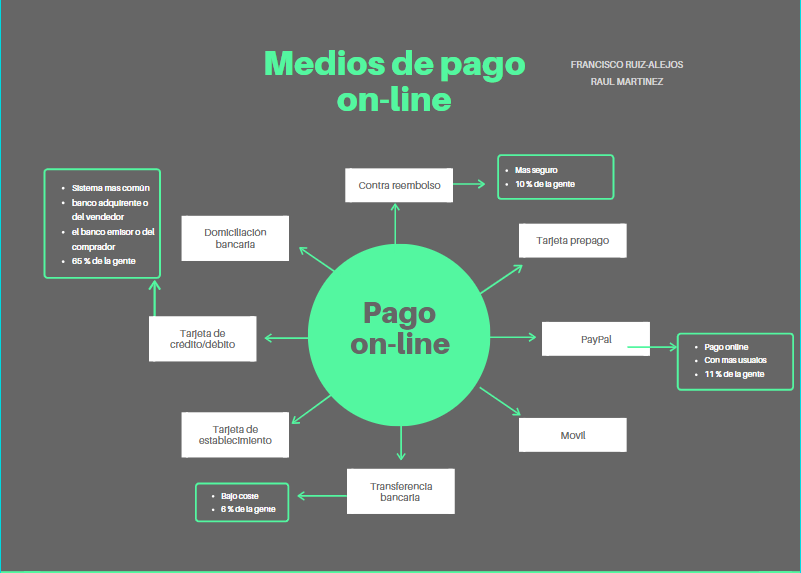 Medios de pago
on-line
FRANCISCO RUIZ-ALEJOS
RAUL MARTINEZ
Contra reembolso
• Mas seguro
• 10 % de la gente
• Sistema mas común
• banco adquirente o
del vendedor
• el banco emisor o del
comprador
• 65 % de la gente
Domiciliación
bancaria
Tarjeta prepago
Pago
on-line
Tarjeta de
crédito/débito
PayPal
• Pago online
• Con mas usuaios
• 11 % de la gente
Tarjeta de
establecimiento
Movil
Transferencia
bancaria
• Bajo coste
• 6 % de la gente